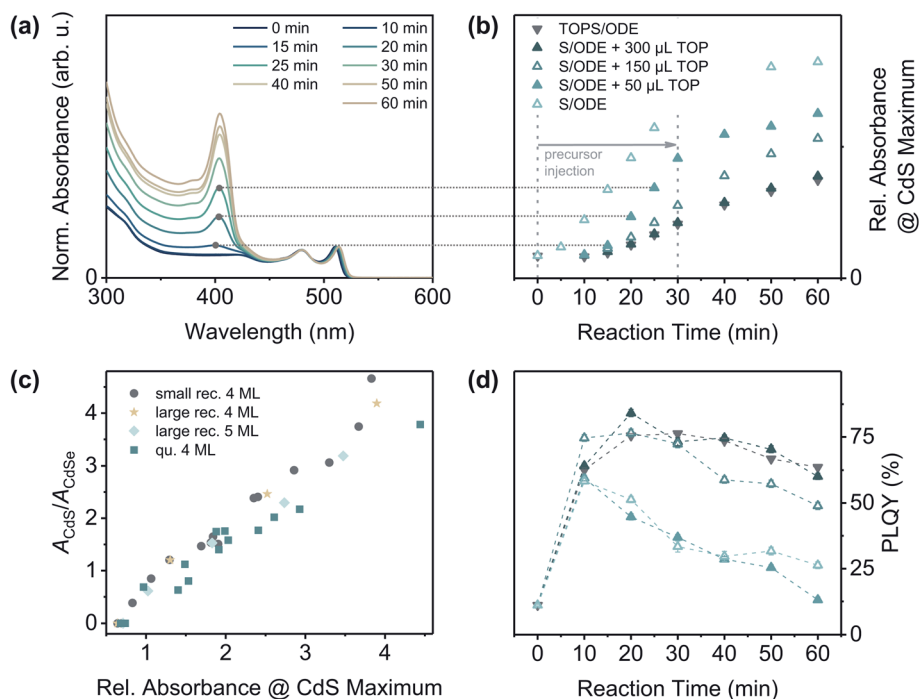 (a)
Norm. Absorbance (arb. u.)
0 min
10 min
15 min
20 min
25 min
30 min
40 min
50 min
60 min
0
300
400
500
600
Wavelength (nm)
(b)
TOPS/ODE
S/ODE + 300 µL TOP
S/ODE + 150 µL TOP
S/ODE + 50 µL TOP
S/ODE
precursor
injection
Rel. Absorbance
@ CdS Maximum
0
0
10
20
30
40
50
60
Reaction Time (min)
(c)
A_CdS/A_CdSe
small rec. 4 ML
large rec. 4 ML
large rec. 5 ML
qu. 4 ML
4
3
2
1
0
1
2
3
4
Rel. Absorbance @ CdS Maximum
(d)
75
50
25
0
PLQY (%)
0
10
20
30
40
50
60
Reaction Time (min)